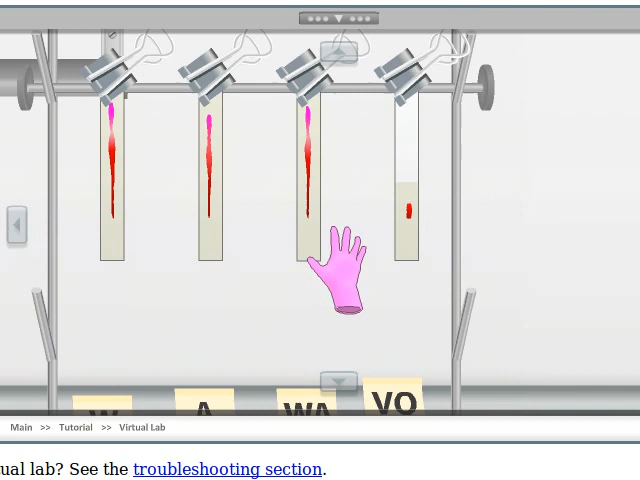 W A WA VO
Main >> Tutorial >> Virtual Lab
ual lab? See the troubleshooting section.